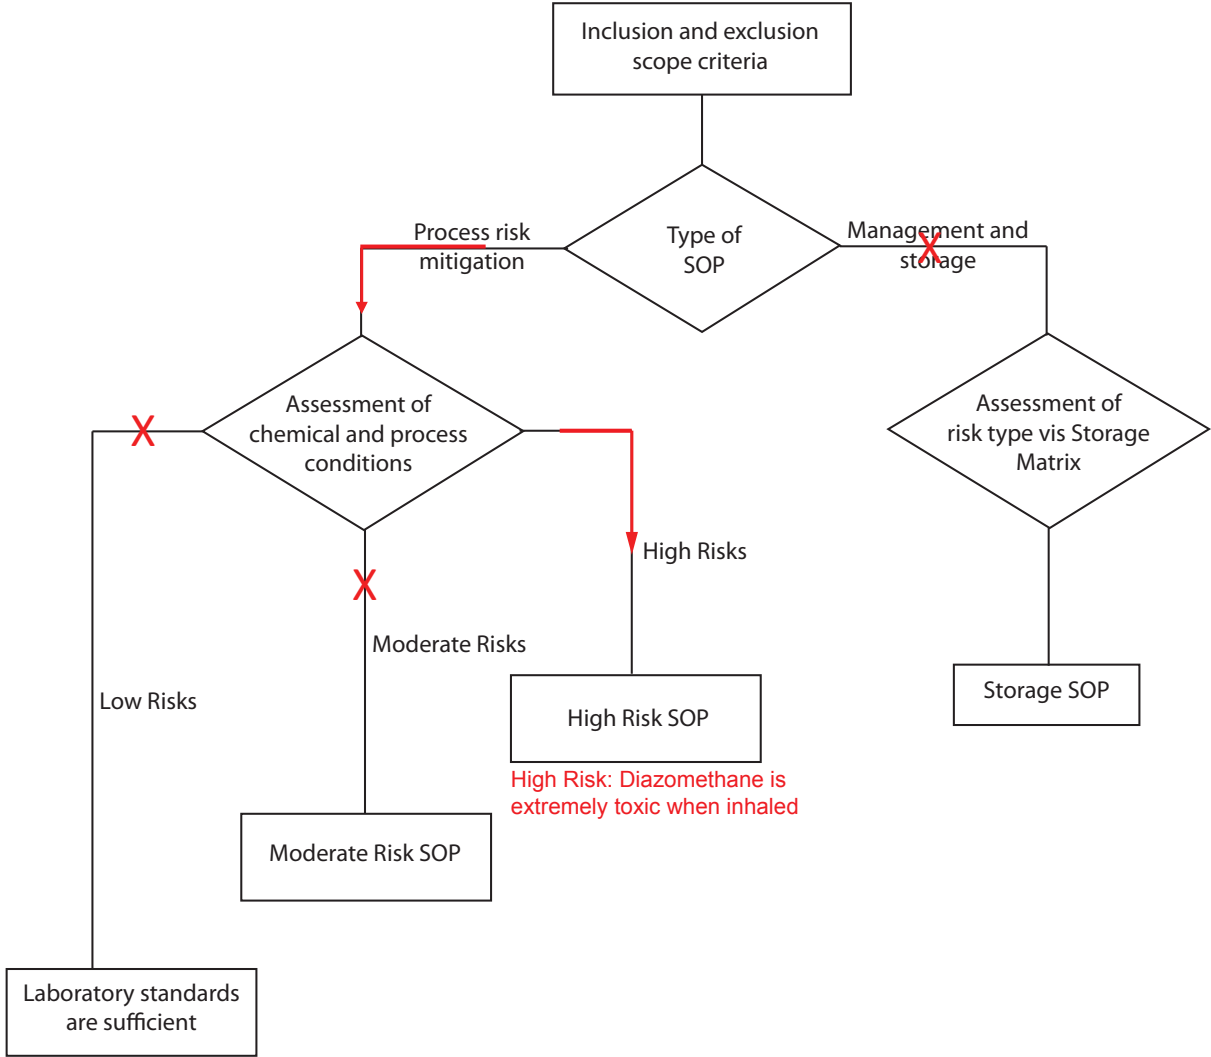 Inclusion and exclusion
scope criteria
Process risk
mitigation
Type of
SOP
Management and
storage
X
Assessment of
chemical and process
conditions
X
Assessment of
risk type vis Storage
Matrix
High Risks
X
Moderate Risks
Low Risks
High Risk SOP
Storage SOP
High Risk: Diazomethane is
extremely toxic when inhaled
Moderate Risk SOP
Laboratory standards
are sufficient